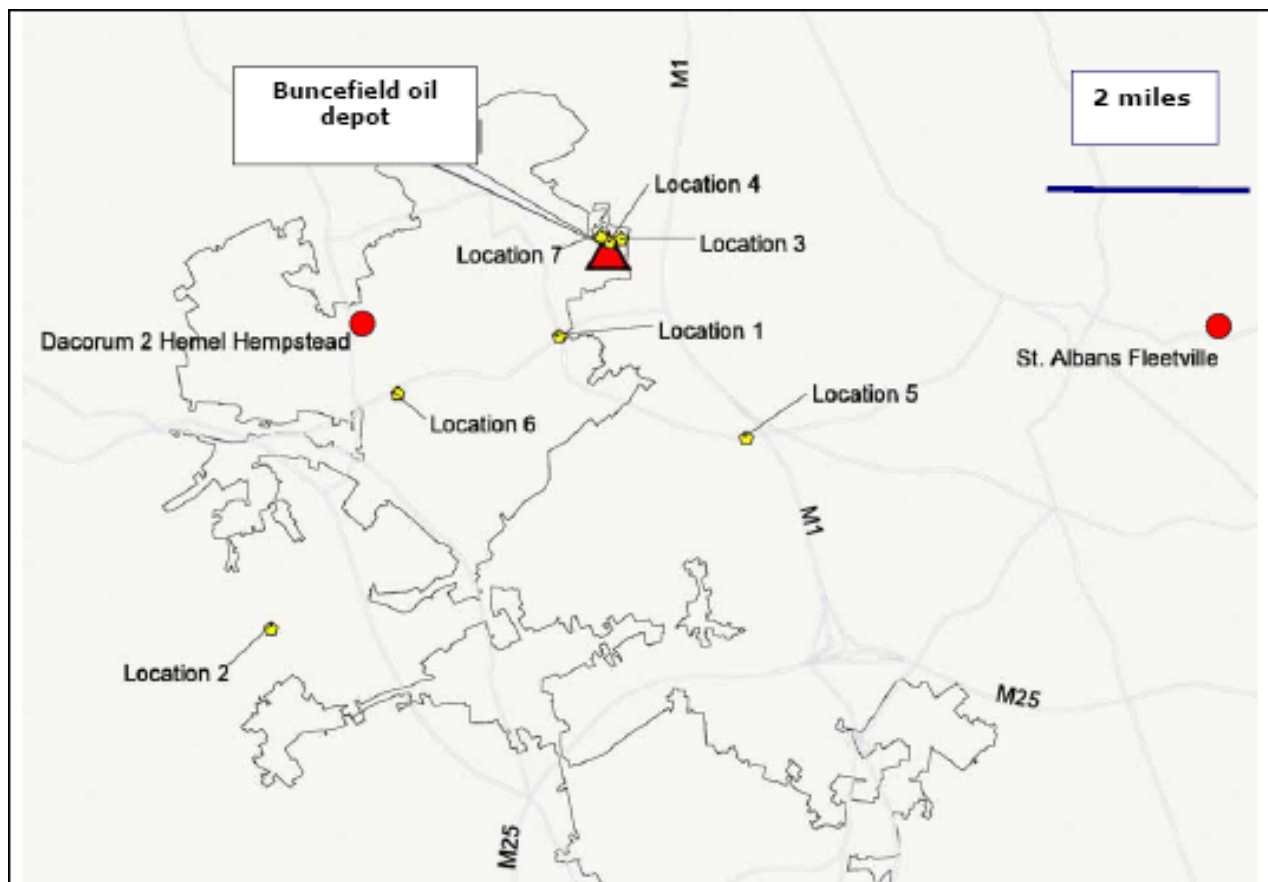 M1
Buncefield oil
depot
2 miles
Location 4
Location 7
Location 3
Dacorum 2 Hemel Hempstead
Location 1
St. Albans Fleetville
Location 5
Location 6
M1
Location 2
M25
M25